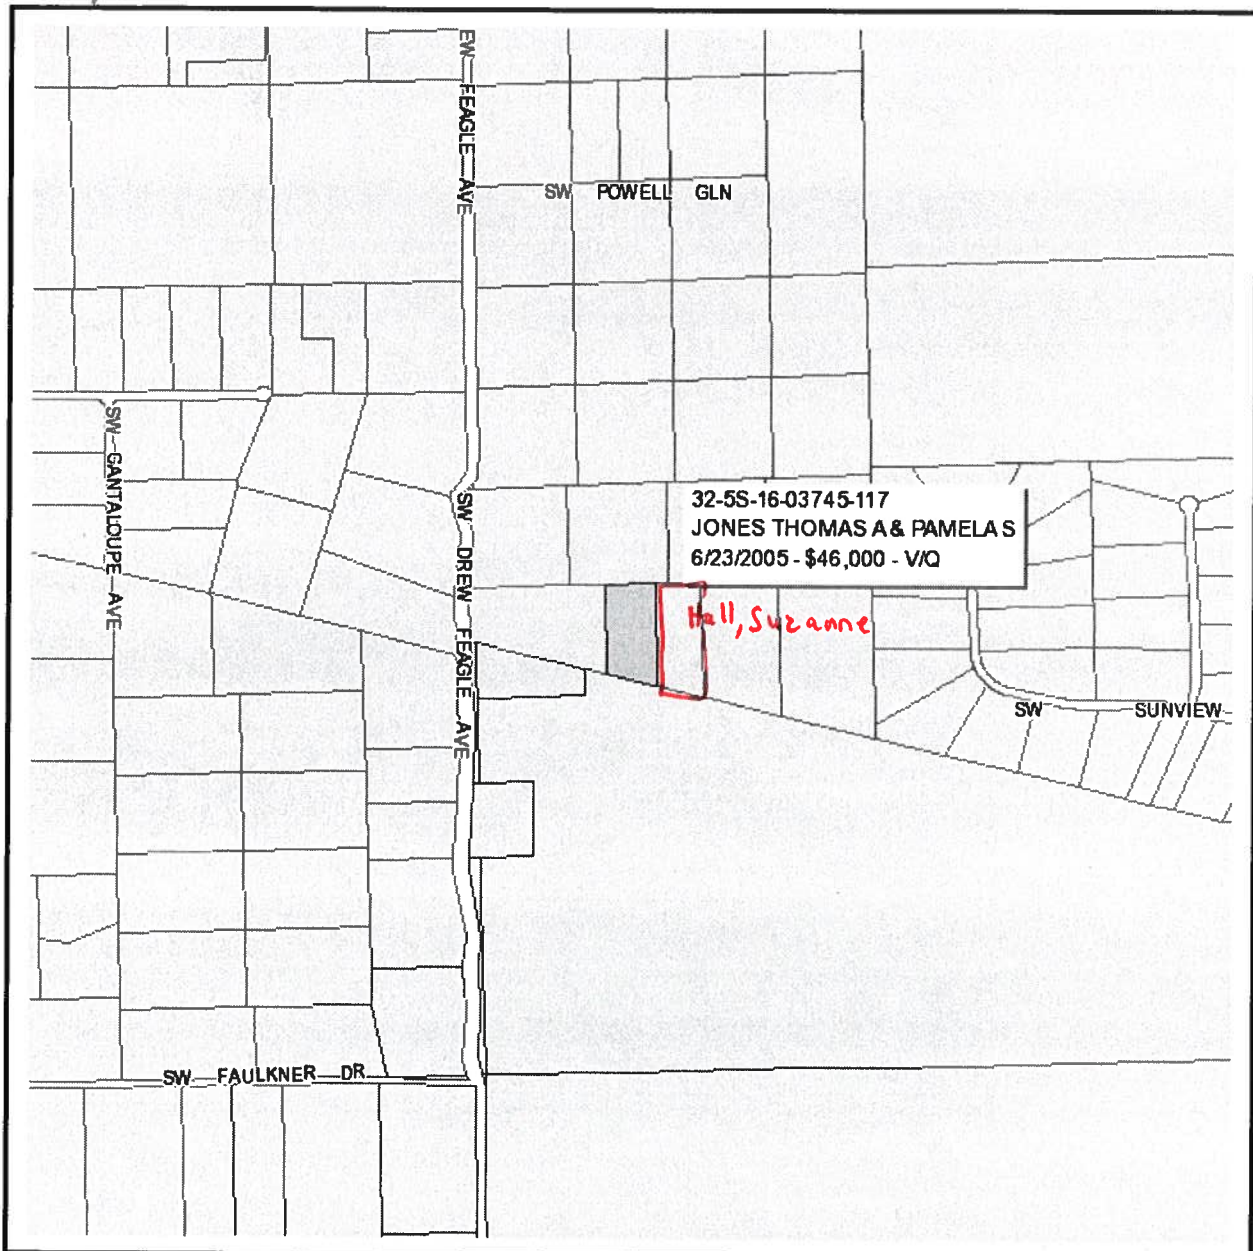 EW FEAGLE AVE
SW POWELL GLN
SW CANTALOUPE AVE
SW DREW FEAGLE AVE
32-5S-16-03745-117
JONES THOMAS A & PAMELA S
6/23/2005 - $46,000 - V/Q
Hall, Suzanne
SW SUNVIEW
SW FAULKNER DR